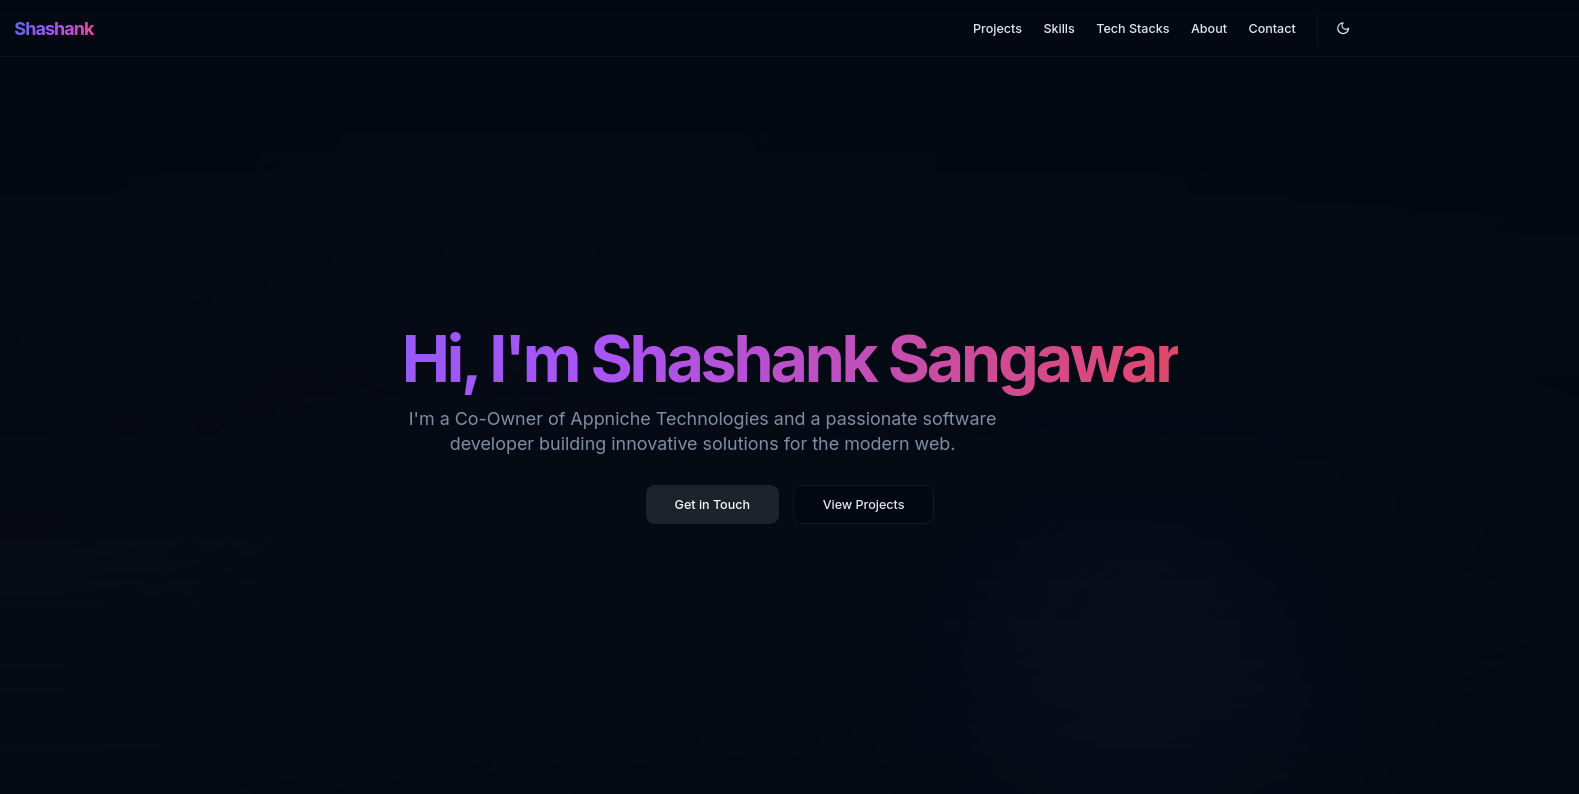 Shashank
Projects Skills Tech Stacks About Contact
Hi, I'm Shashank Sangawar
I'm a Co-Owner of Appniche Technologies and a passionate software
developer building innovative solutions for the modern web.
Get in Touch
View Projects